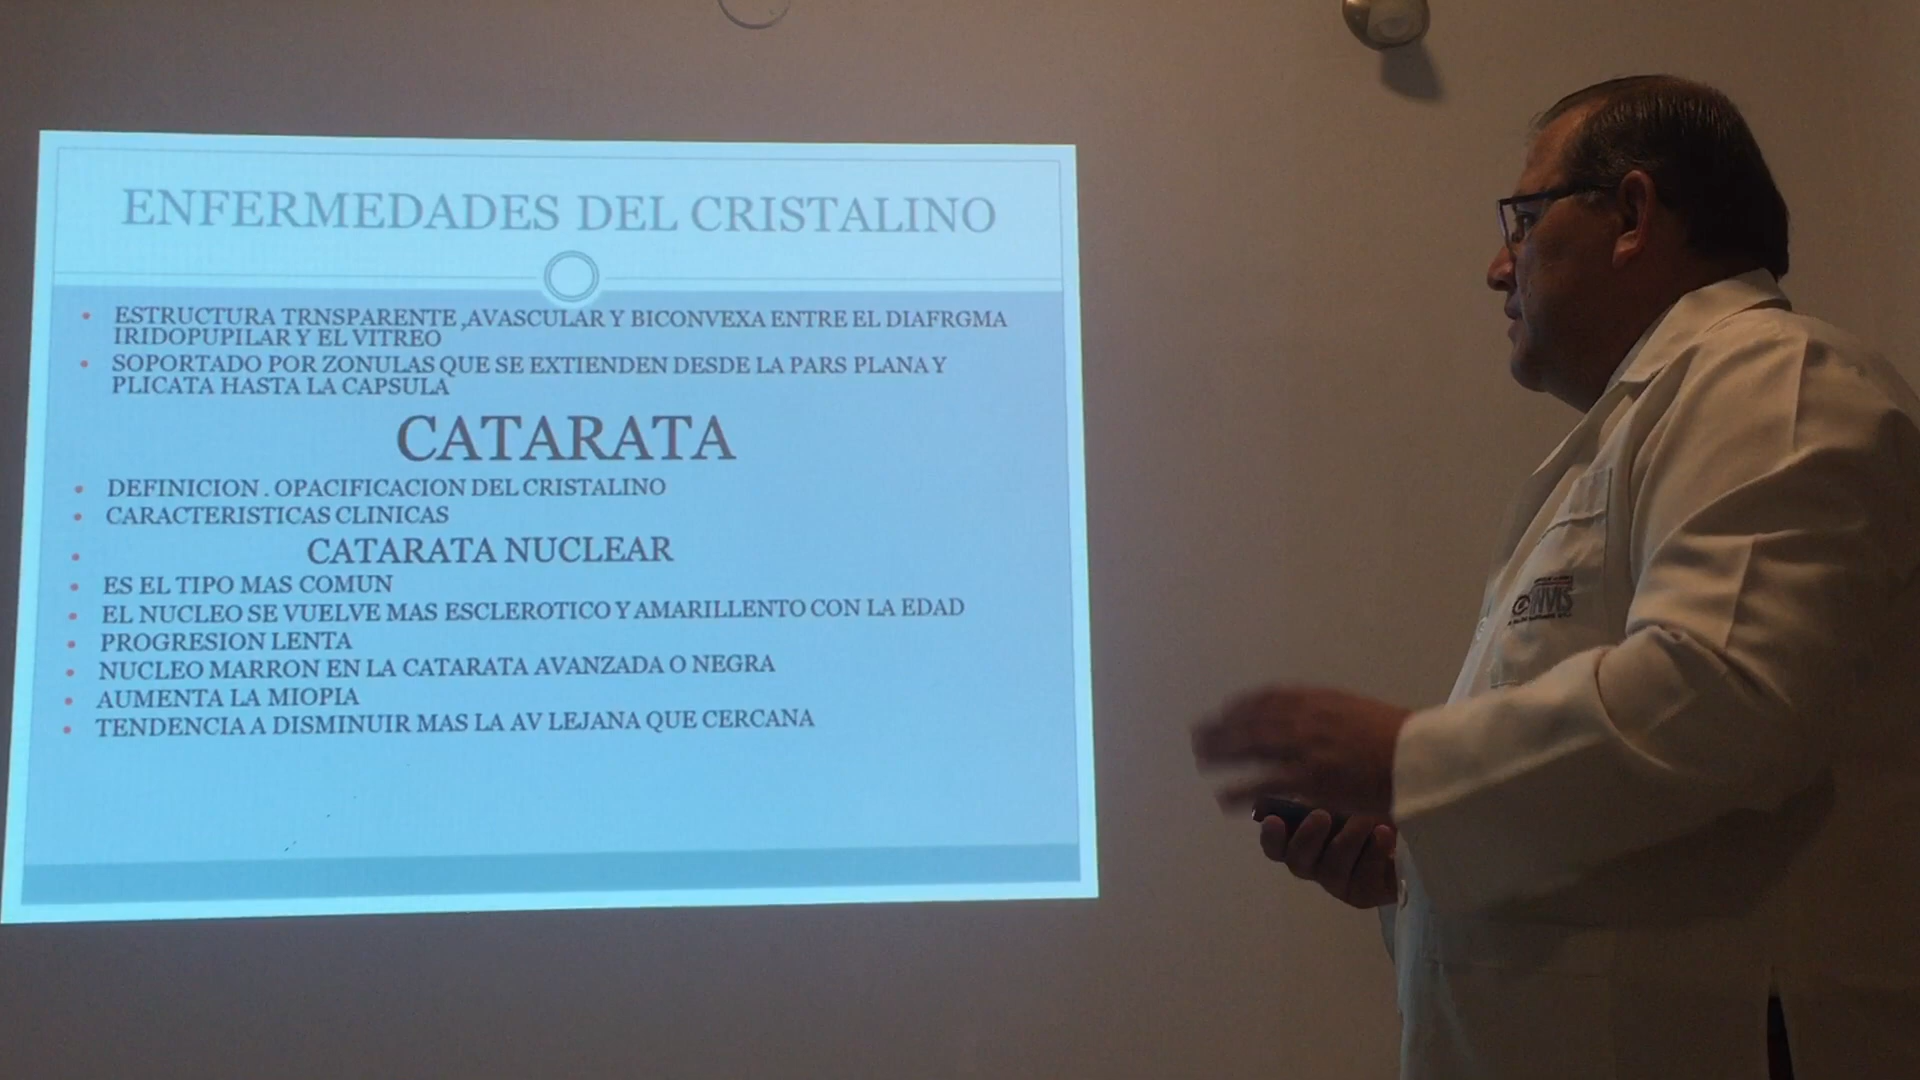 ENFERMEDADES DEL CRISTALINO
ESTRUCTURA TRNSPARENTE ,AVASCULAR Y BICONVEXA ENTRE EL DIAFRGMA
IRIDOPUPILAR Y EL VITREO
SOPORTADO POR ZONULAS QUE SE EXTIENDEN DESDE LA PARS PLANA Y
PLICATA HASTA LA CAPSULA
CATARATA
DEFINICION . OPACIFICACION DEL CRISTALINO
CARACTERISTICAS CLINICAS
CATARATA NUCLEAR
ES EL TIPO MAS COMUN
EL NUCLEO SE VUELVE MAS ESCLEROTICO Y AMARILLENTO CON LA EDAD
PROGRESION LENTA
NUCLEO MARRON EN LA CATARATA AVANZADA O NEGRA
AUMENTA LA MIOPIA
TENDENCIA A DISMINUIR MAS LA AV LEJANA QUE CERCANA